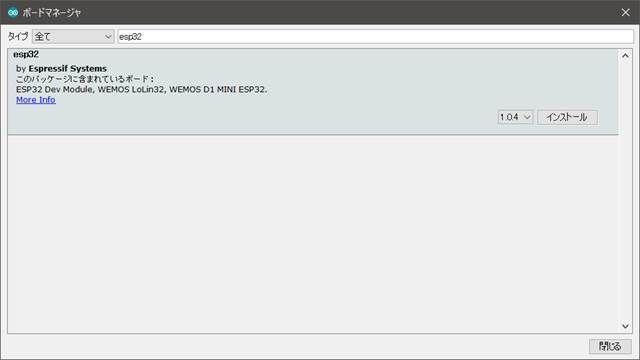 ボードマネージャ
タイプ 全て esp32
esp32
by Espressif Systems
このパッケージに含まれているボード：
ESP32 Dev Module, WEMOS LoLin32, WEMOS D1 MINI ESP32.
More Info
1.0.4 インストール
閉じる